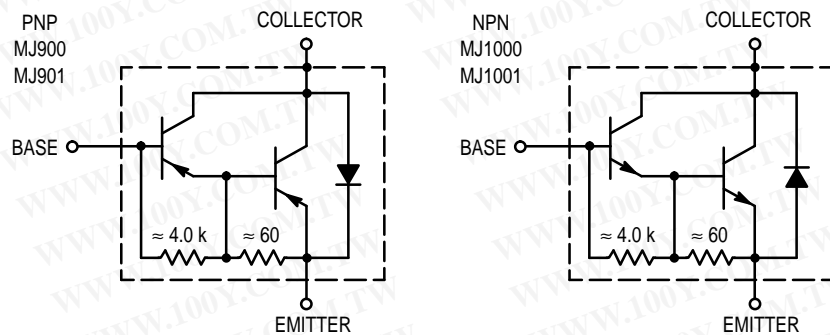 PNP
MJ900
MJ901
COLLECTOR
BASE
≈ 4.0 k
≈ 60
EMITTER
NPN
MJ1000
MJ1001
COLLECTOR
BASE
≈ 4.0 k
≈ 60
EMITTER
WWW.100Y.COM.TW